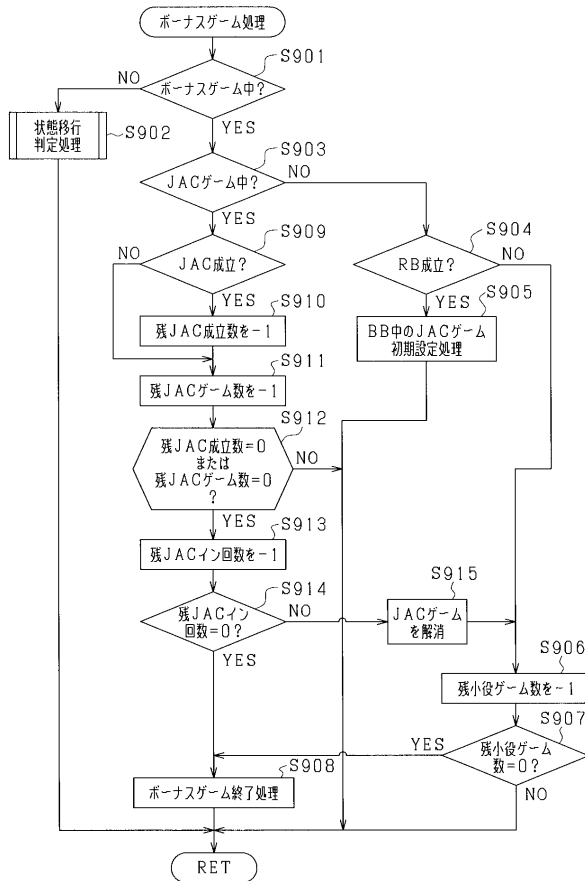 ボーナスゲーム処理
S901
NO
ボーナスゲーム中?
YES
状態移行
判定処理
S902
S903
JACゲーム中?
NO
YES
S909
NO
JAC成立?
YES
S904
RB成立?
NO
YES
S905
BB中のJACゲーム
初期設定処理
S910
残JAC成立数を-1
S911
残JACゲーム数を-1
S912
残JAC成立数=0
または
残JACゲーム数=0
?
NO
YES
S913
残JACイン回数を-1
S914
残JACイン
回数=0?
NO
YES
S915
JACゲーム
を解消
S906
残小役ゲーム数を-1
S907
残小役ゲーム
数=0?
YES
NO
S908
ボーナスゲーム終了処理
RET